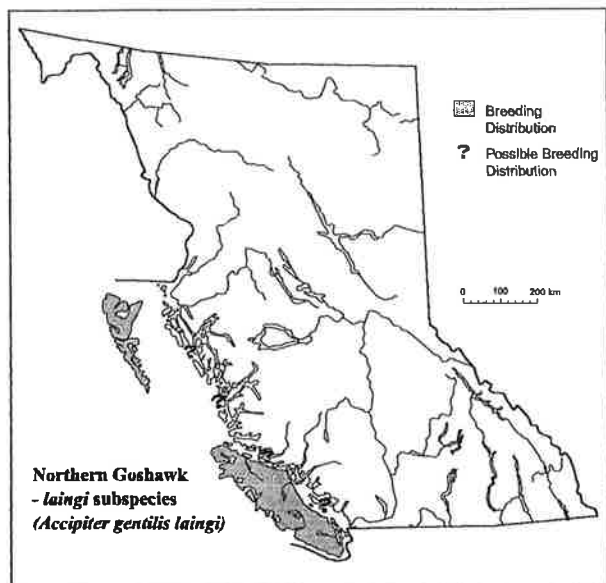 Breeding
Distribution
? Possible Breeding
Distribution
0 100 200 km
Northern Goshawk
- laingi subspecies
(Accipiter gentilis laingi)